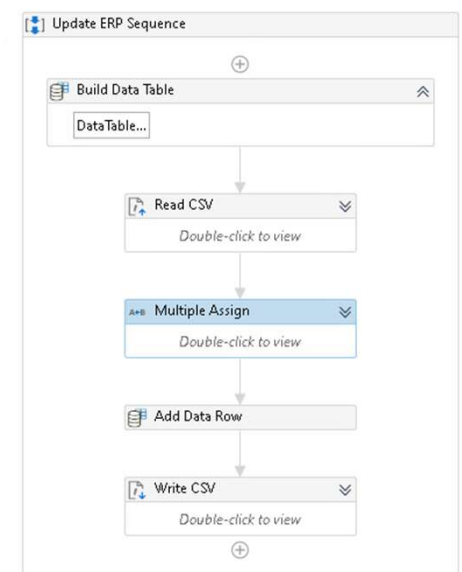 Update ERP Sequence
Build Data Table
DataTable...
Read CSV
Double-click to view
A+B Multiple Assign
Double-click to view
Add Data Row
Write CSV
Double-click to view